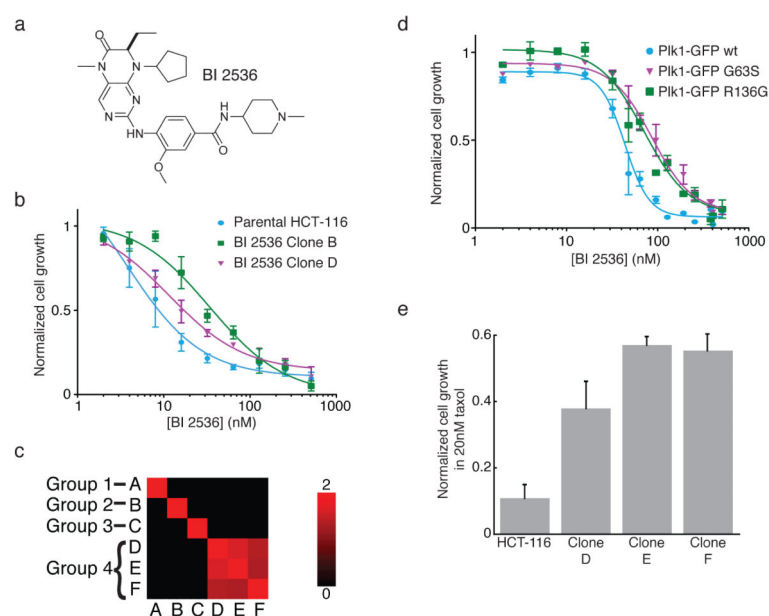 a
O
N
N
N
N
N
H
O
O
H
N
N
BI 2536
b
Parental HCT-116
BI 2536 Clone B
BI 2536 Clone D
Normalized cell growth
1
0.5
0
1
10
100
1000
[BI 2536] (nM)
c
Group 1 A
Group 2 B
Group 3 C
Group 4
D
E
F
A B C D E F
2
0
d
Plk1-GFP wt
Plk1-GFP G63S
Plk1-GFP R136G
Normalized cell growth
1
0.5
0
1 10 100 1000
[BI 2536] (nM)
e
Normalized cell growth
in 20nM taxol
0.6
0.4
0.2
0
HCT-116
Clone
D
Clone
E
Clone
F